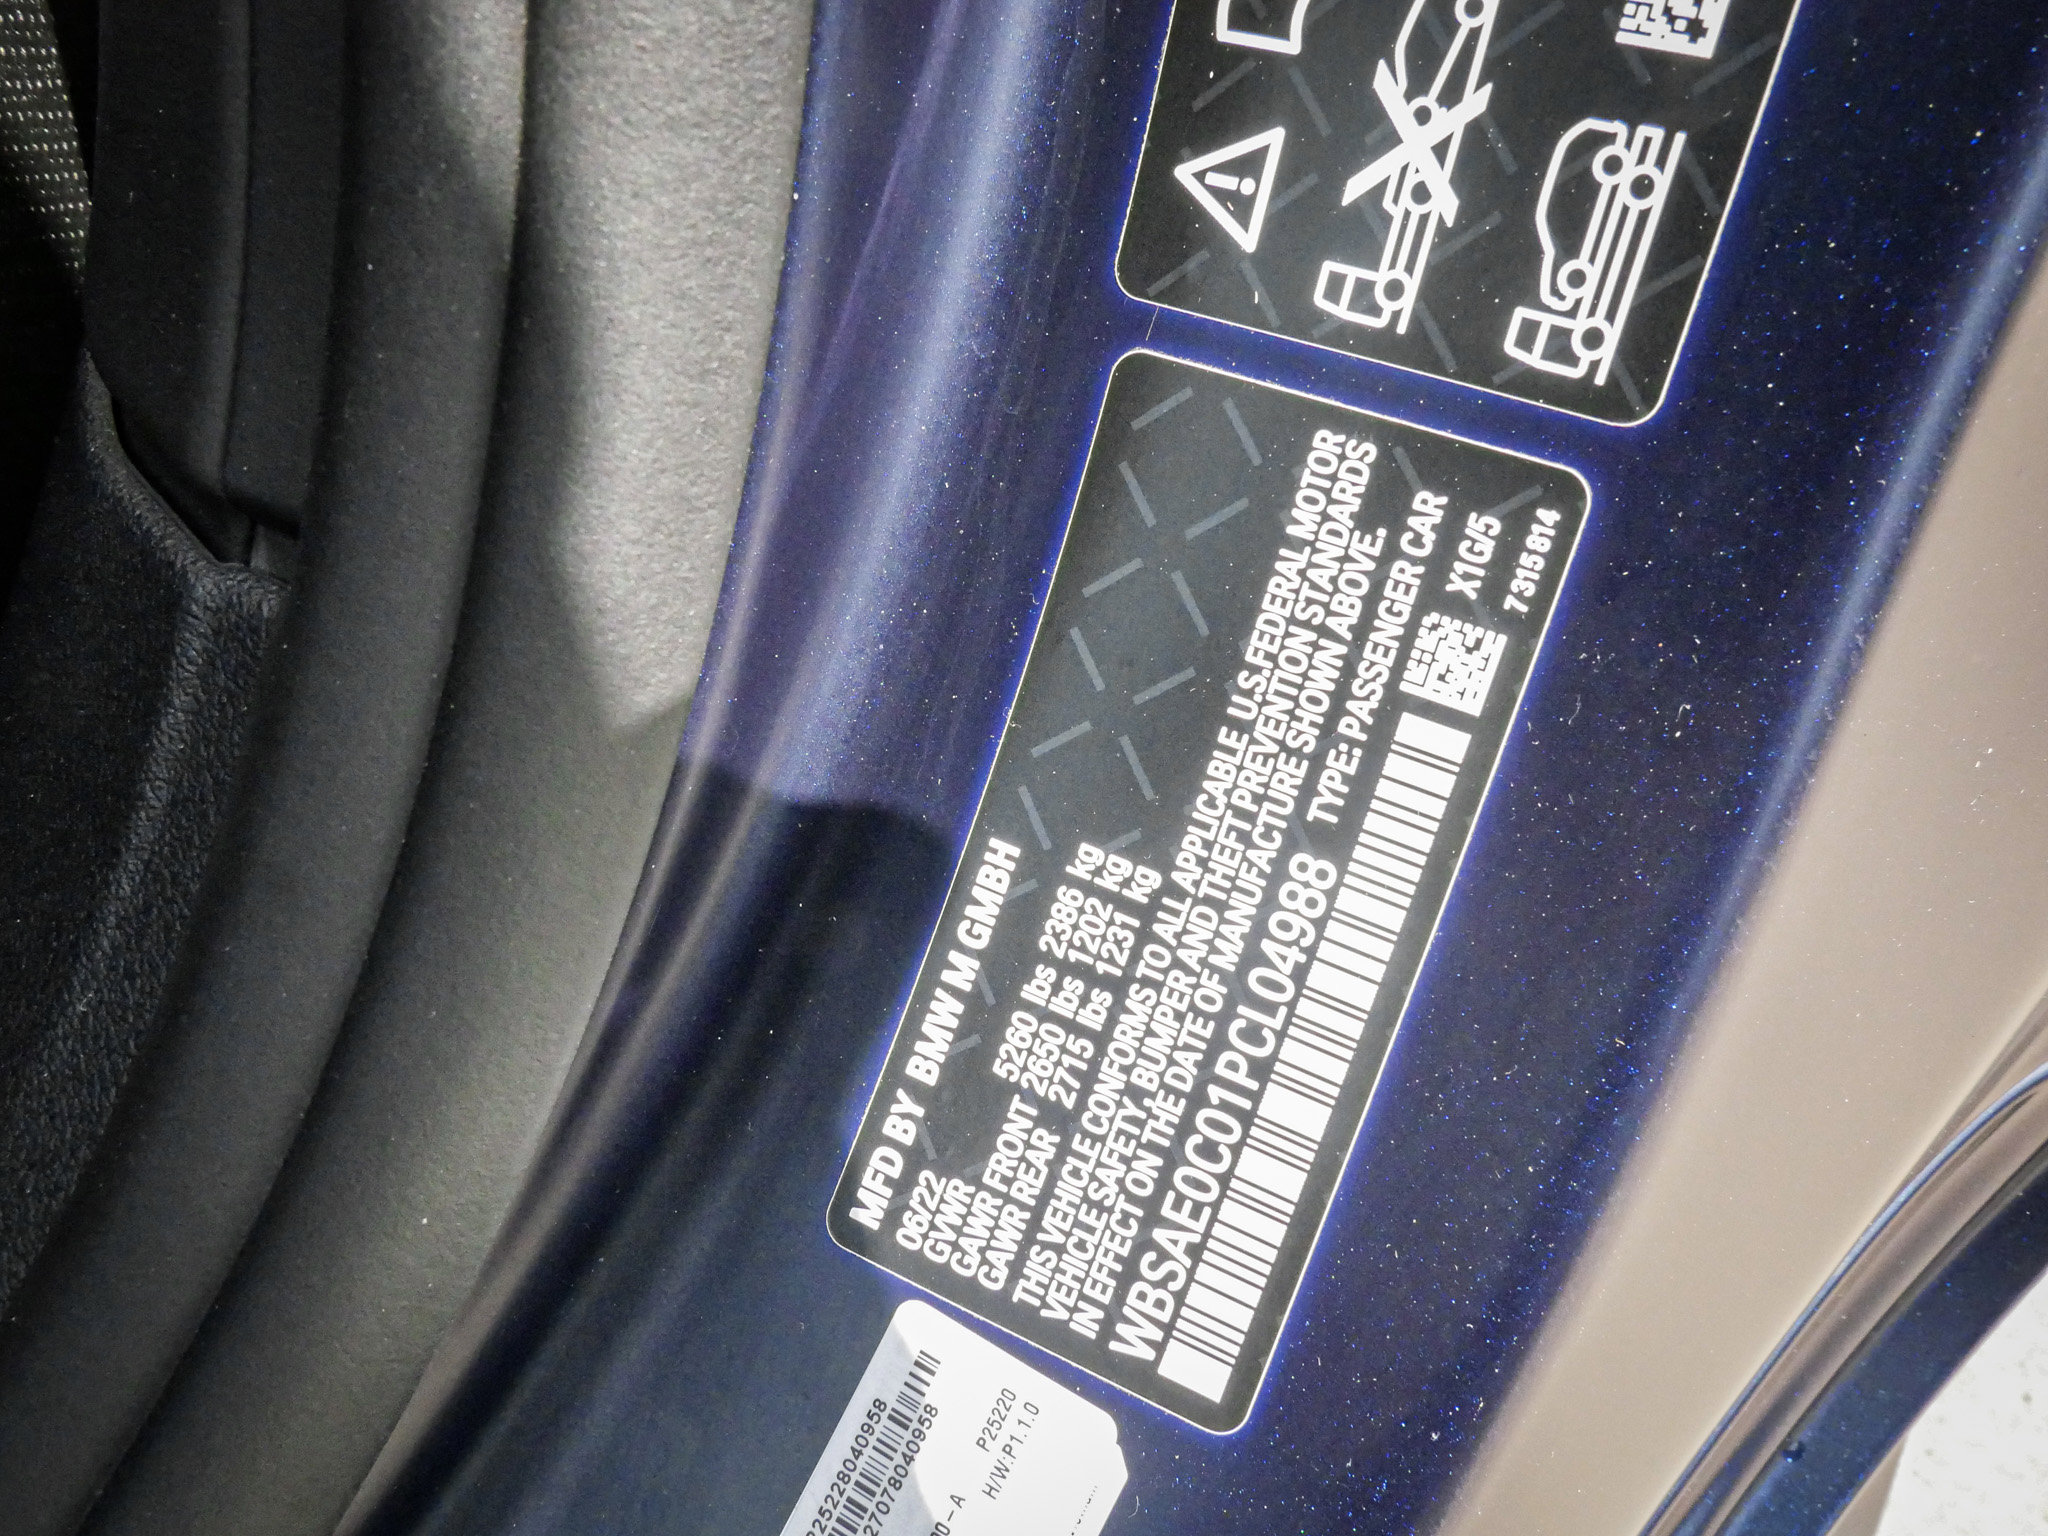 MFD BY BMW M GMBH
06/22
GVWR 5260 lbs 2386 kg
GAWR FRONT 2650 lbs 1202 kg
GAWR REAR 2715 lbs 1231 kg
THIS VEHICLE CONFORMS TO ALL APPLICABLE U.S.FEDERAL MOTOR
VEHICLE SAFETY, BUMPER AND THEFT PREVENTION STANDARDS
IN EFFECT ON THE DATE OF MANUFACTURE SHOWN ABOVE.
WBSAE0C01PCL04988 TYPE: PASSENGER CAR
X1G/5
7315814
P25220
H/W:P1.1.0
225228040958
270778040958
00-A